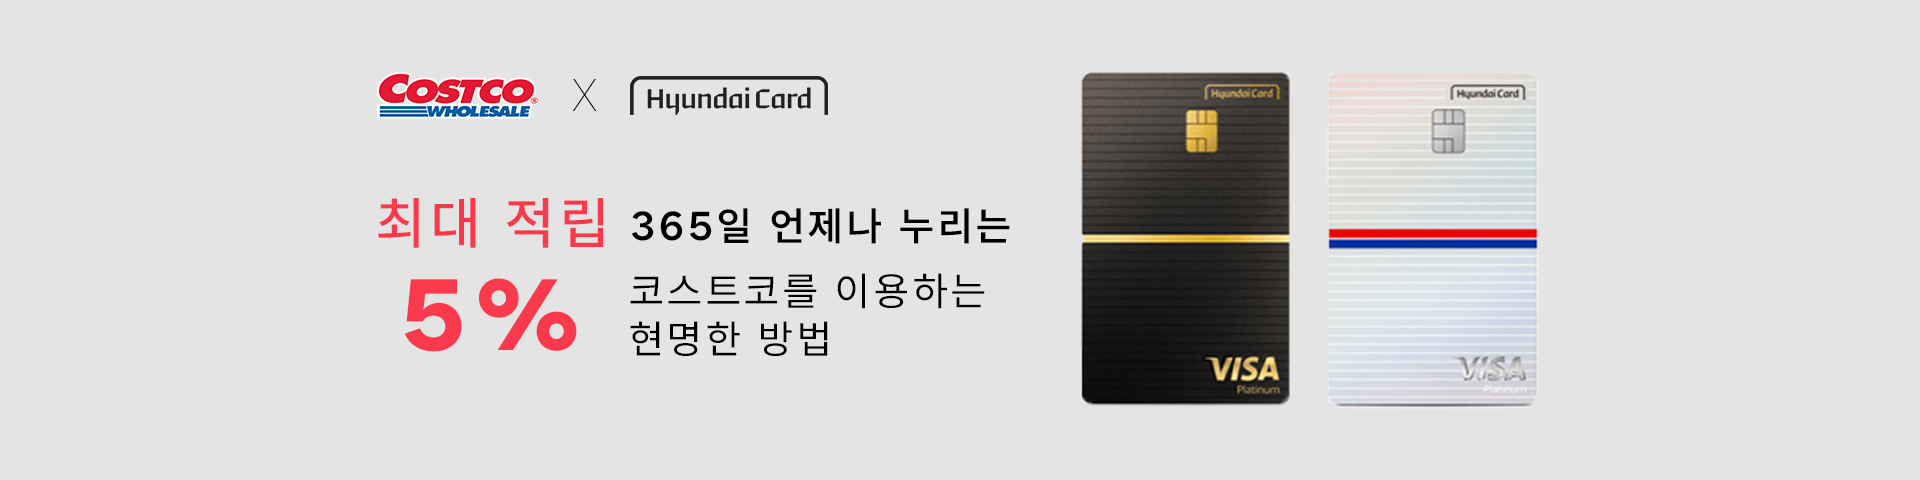 COSTCO
WHOLESALE
X
Hyundai Card
최대 적립
5%
365일 언제나 누리는
코스트코를 이용하는
현명한 방법
Hyundai Card
VISA
Platinum
Hyundai Card
VISA
Platinum